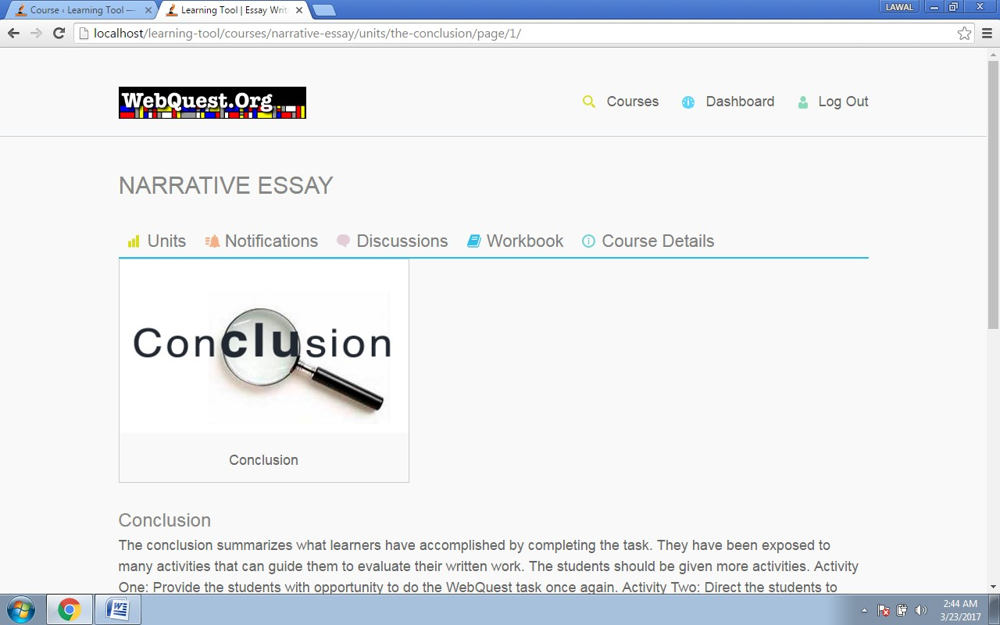 Course ‹ Learning Tool —
Learning Tool | Essay Writ
LAWAL
localhost/learning-tool/courses/narrative-essay/units/the-conclusion/page/1/
WebQuest.Org
Courses
Dashboard
Log Out
NARRATIVE ESSAY
Units
Notifications
Discussions
Workbook
Course Details
Conclusion
Conclusion
Conclusion
The conclusion summarizes what learners have accomplished by completing the task. They have been exposed to
many activities that can guide them to evaluate their written work. The students should be given more activities. Activity
One: Provide the students with opportunity to do the WebQuest task once again. Activity Two: Direct the students to
2:44 AM
3/23/2017